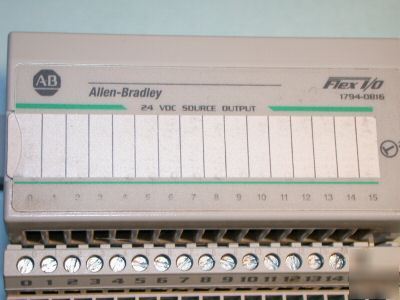 AB
Allen-Bradley
Flex I/O
1794-OB16
24 VDC SOURCE OUTPUT
0 1 2 3 4 5 6 7 8 9 10 11 12 13 14 15
0 1 2 3 4 5 6 7 8 9 10 11 12 13 14